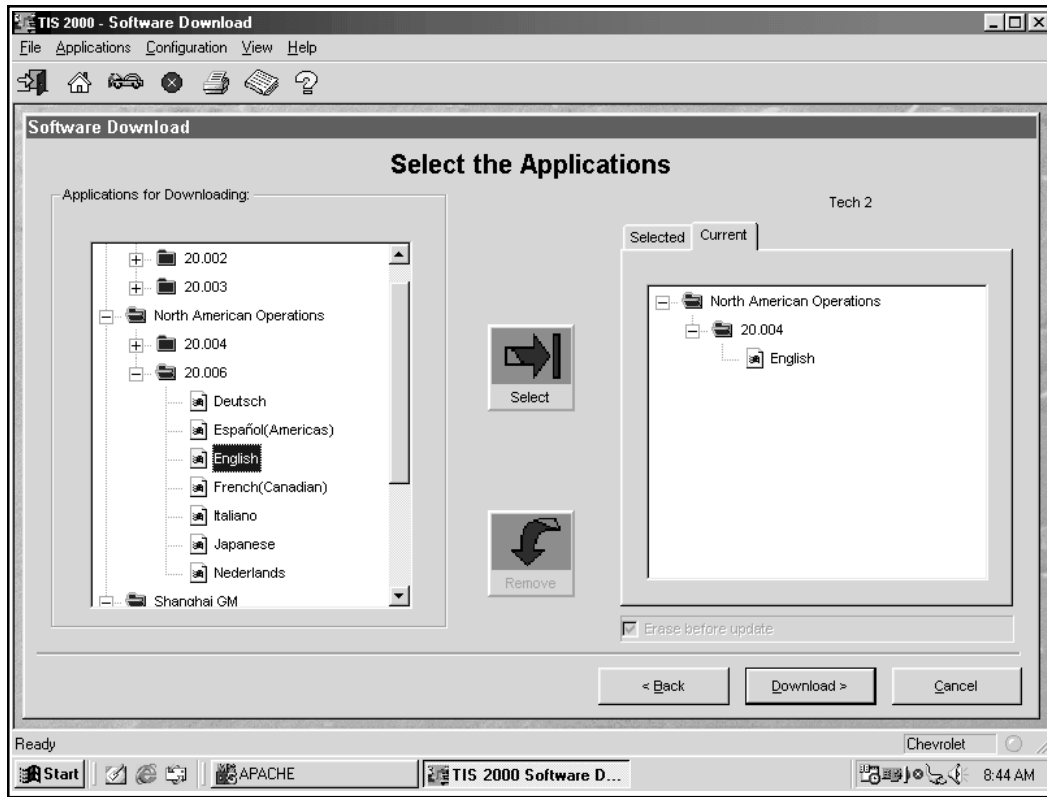 TIS 2000 - Software Download
File Applications Configuration View Help
Software Download
Select the Applications
Applications for Downloading:
20.002
20.003
North American Operations
20.004
20.006
Deutsch
Español(Americas)
English
French(Canadian)
Italiano
Japanese
Nederlands
Shanghai GM
Select
Remove
Tech 2
Selected Current
North American Operations
20.004
English
Erase before update
< Back Download > Cancel
Ready Chevrolet
Start APACHE TIS 2000 Software D... 8:44 AM